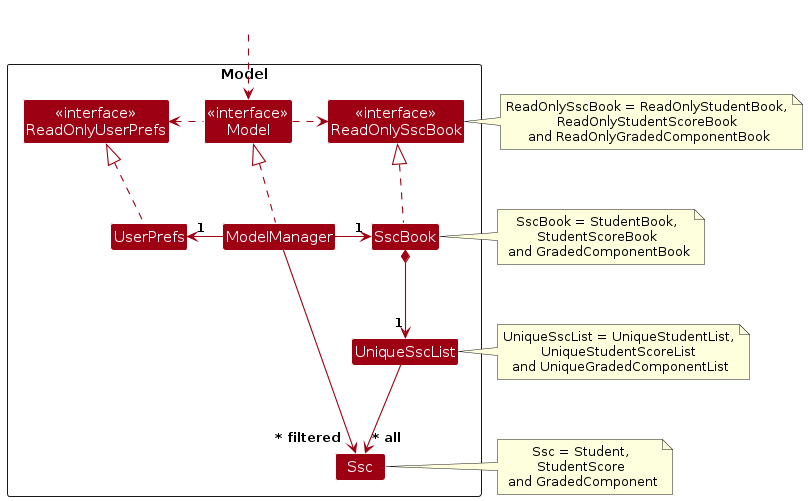 Model
«interface»
ReadOnlyUserPrefs
«interface»
Model
«interface»
ReadOnlySscBook
ReadOnlySscBook = ReadOnlyStudentBook,
ReadOnlyStudentScoreBook
and ReadOnlyGradedComponentBook
UserPrefs
1
ModelManager
1
SscBook
SscBook = StudentBook,
StudentScoreBook
and GradedComponentBook
1
UniqueSscList
UniqueSscList = UniqueStudentList,
UniqueStudentScoreList
and UniqueGradedComponentList
* filtered
* all
Ssc
Ssc = Student,
StudentScore
and GradedComponent